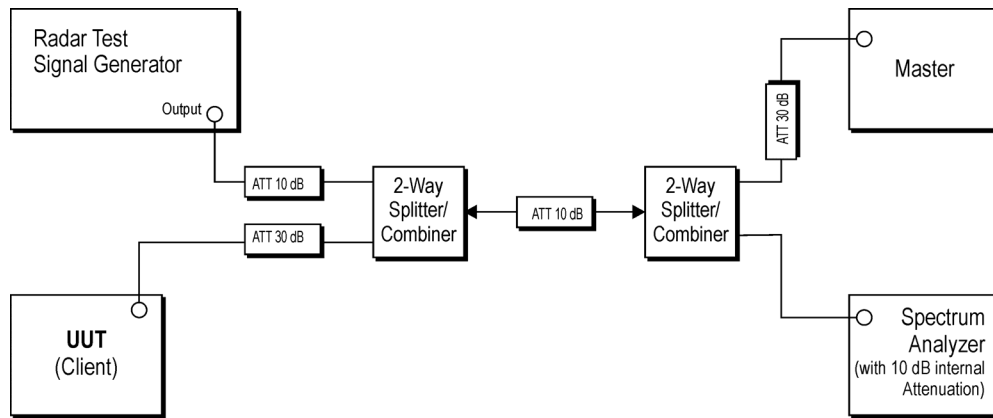 Radar Test
Signal Generator
Output
Master
ATT 30 dB
ATT 10 dB
2-Way
Splitter/
Combiner
ATT 10 dB
2-Way
Splitter/
Combiner
ATT 30 dB
UUT
(Client)
Spectrum
Analyzer
(with 10 dB internal
Attenuation)